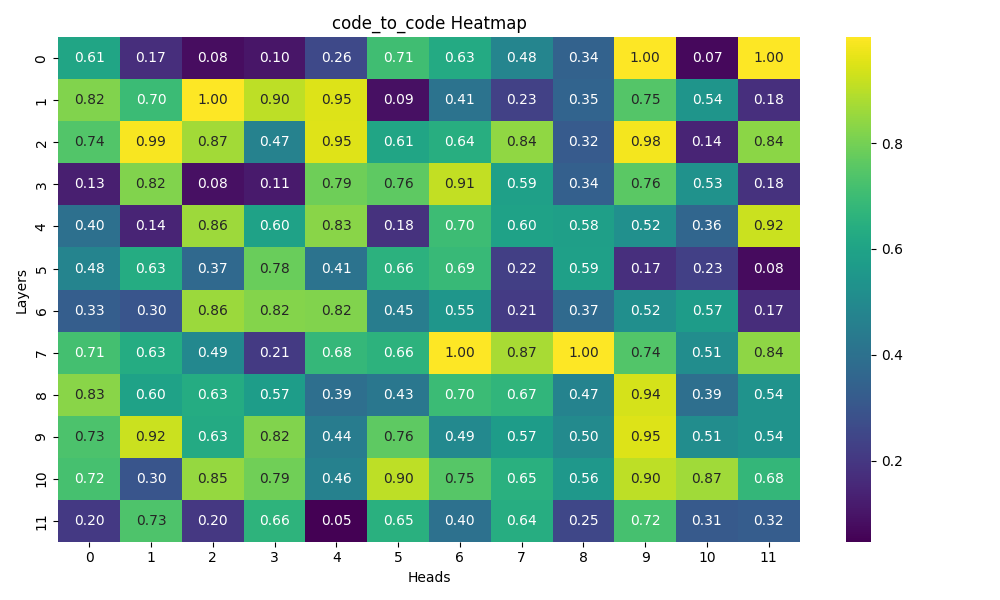 code_to_code Heatmap
0 0.61 0.17 0.08 0.10 0.26 0.71 0.63 0.48 0.34 1.00 0.07 1.00
1 0.82 0.70 1.00 0.90 0.95 0.09 0.41 0.23 0.35 0.75 0.54 0.18
2 0.74 0.99 0.87 0.47 0.95 0.61 0.64 0.84 0.32 0.98 0.14 0.84
3 0.13 0.82 0.08 0.11 0.79 0.76 0.91 0.59 0.34 0.76 0.53 0.18
4 0.40 0.14 0.86 0.60 0.83 0.18 0.70 0.60 0.58 0.52 0.36 0.92
5 0.48 0.63 0.37 0.78 0.41 0.66 0.69 0.22 0.59 0.17 0.23 0.08
6 0.33 0.30 0.86 0.82 0.82 0.45 0.55 0.21 0.37 0.52 0.57 0.17
7 0.71 0.63 0.49 0.21 0.68 0.66 1.00 0.87 1.00 0.74 0.51 0.84
8 0.83 0.60 0.63 0.57 0.39 0.43 0.70 0.67 0.47 0.94 0.39 0.54
9 0.73 0.92 0.63 0.82 0.44 0.76 0.49 0.57 0.50 0.95 0.51 0.54
10 0.72 0.30 0.85 0.79 0.46 0.90 0.75 0.65 0.56 0.90 0.87 0.68
11 0.20 0.73 0.20 0.66 0.05 0.65 0.40 0.64 0.25 0.72 0.31 0.32
0 1 2 3 4 5 6 7 8 9 10 11
Heads
Layers
0.8
0.6
0.4
0.2